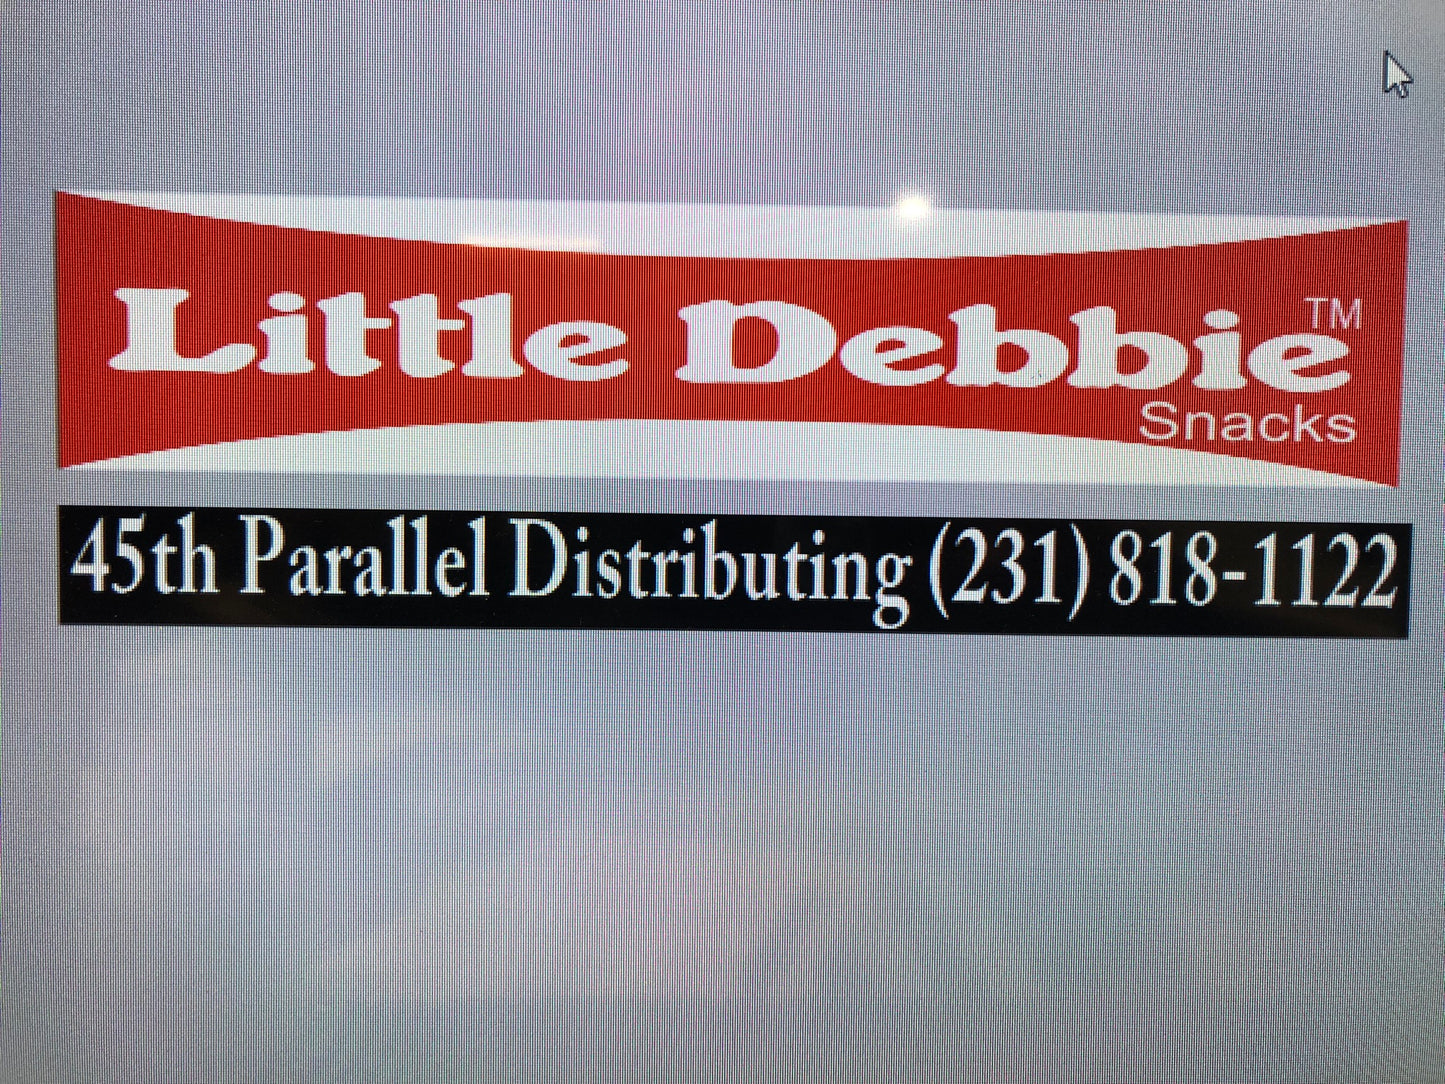 Little Debbie™
Snacks
45th Parallel Distributing (231) 818-1122